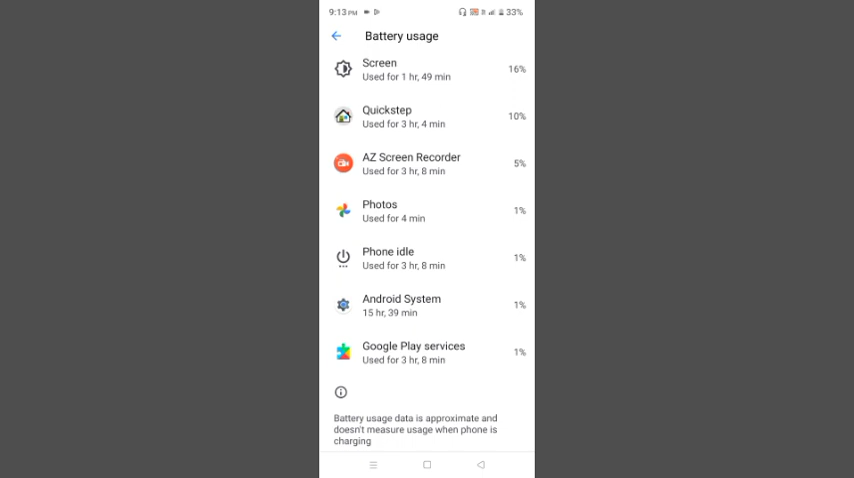 9:13 PM 33%
Battery usage
Screen
Used for 1 hr, 49 min
16%
Quickstep
Used for 3 hr, 4 min
10%
AZ Screen Recorder
Used for 3 hr, 8 min
5%
Photos
Used for 4 min
1%
Phone idle
Used for 3 hr, 8 min
1%
Android System
15 hr, 39 min
1%
Google Play services
Used for 3 hr, 8 min
1%
Battery usage data is approximate and
doesn't measure usage when phone is
charging